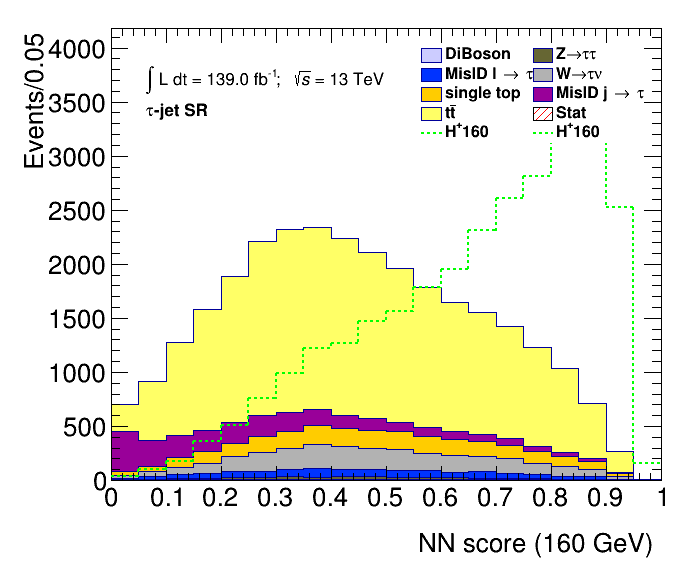 Events/0.05
4000
3500
3000
2500
2000
1500
1000
500
0
∫ L dt = 139.0 fb⁻¹; √s = 13 TeV
τ-jet SR
DiBoson
Z→ττ
MisID l → τ
W→τν
single top
MisID j → τ
tt̄
Stat
H⁺160
H⁺160
0 0.1 0.2 0.3 0.4 0.5 0.6 0.7 0.8 0.9 1
NN score (160 GeV)